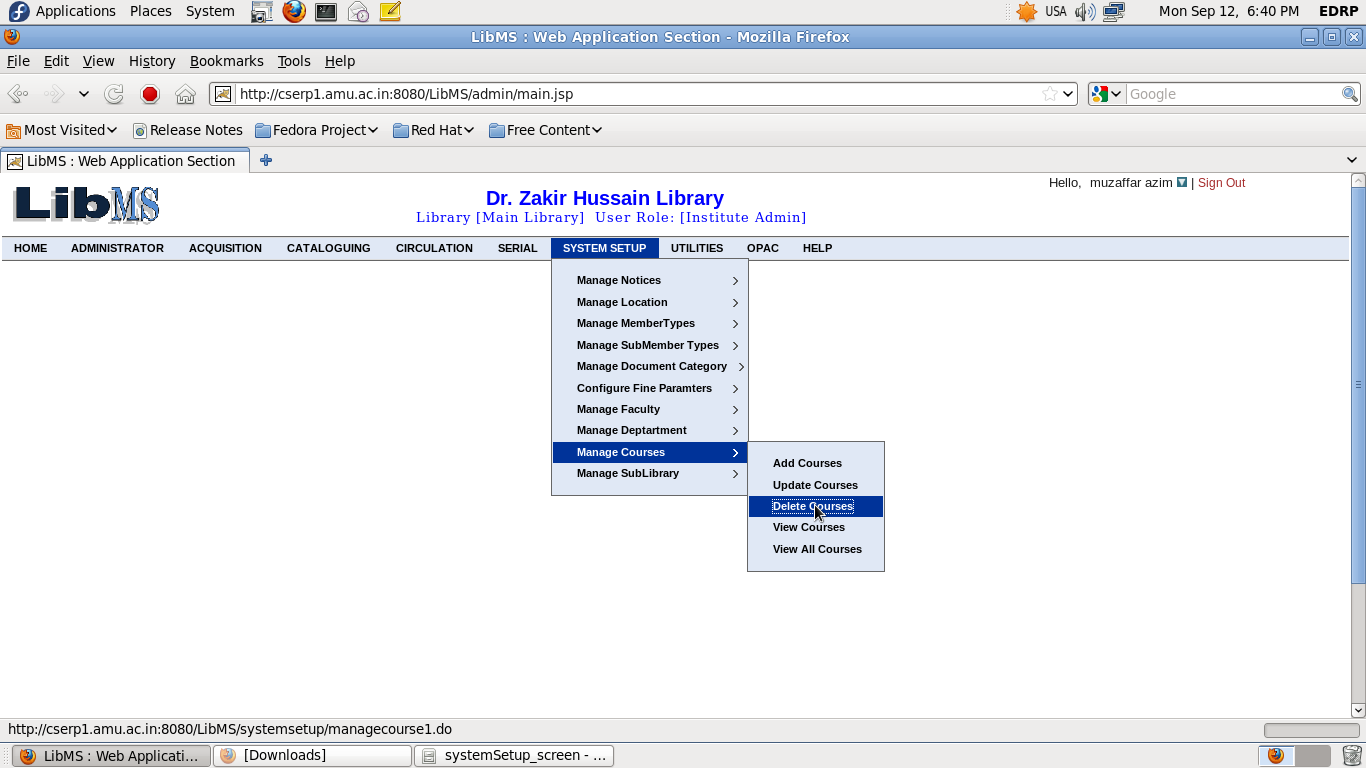 Applications Places System USA Mon Sep 12, 6:40 PM EDRP
LibMS : Web Application Section - Mozilla Firefox
File Edit View History Bookmarks Tools Help
http://cserp1.amu.ac.in:8080/LibMS/admin/main.jsp Google
Most Visited Release Notes Fedora Project Red Hat Free Content
LibMS : Web Application Section
Hello, muzaffar azim | Sign Out
LibMS
Dr. Zakir Hussain Library
Library [Main Library] User Role: [Institute Admin]
HOME ADMINISTRATOR ACQUISITION CATALOGUING CIRCULATION SERIAL SYSTEM SETUP UTILITIES OPAC HELP
Manage Notices
Manage Location
Manage MemberTypes
Manage SubMember Types
Manage Document Category
Configure Fine Paramters
Manage Faculty
Manage Deptartment
Manage Courses
Manage SubLibrary
Add Courses
Update Courses
Delete Courses
View Courses
View All Courses
http://cserp1.amu.ac.in:8080/LibMS/systemsetup/managecourse1.do
LibMS : Web Applicati... [Downloads] systemSetup_screen - ...